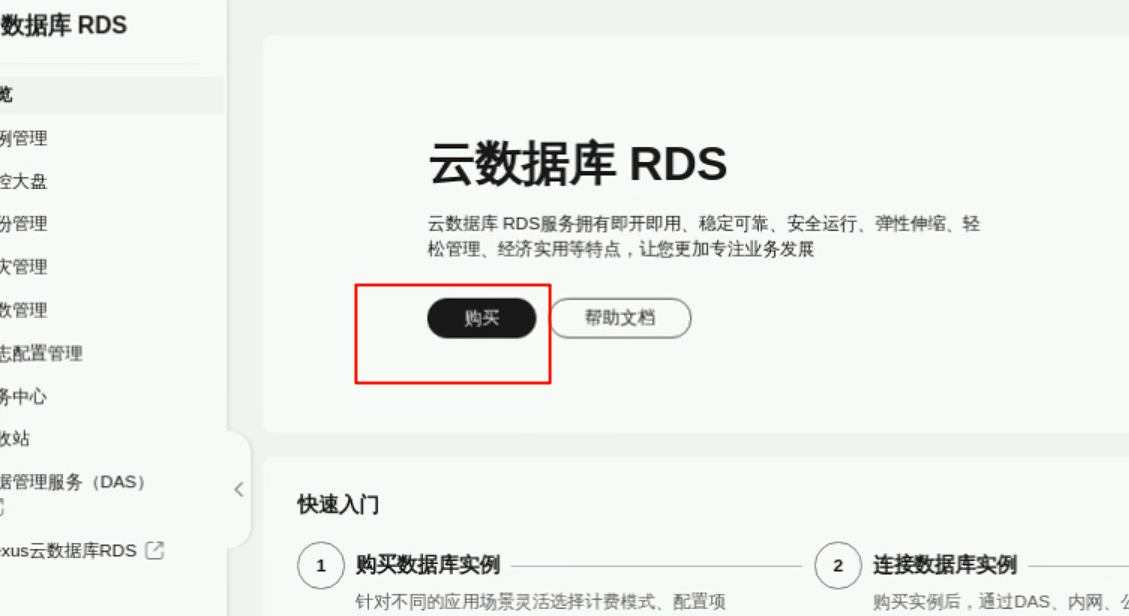 数据库 RDS
览
例管理
控大盘
份管理
灾管理
数管理
志配置管理
务中心
收站
据管理服务（DAS）
exus云数据库RDS
云数据库 RDS
云数据库 RDS服务拥有即开即用、稳定可靠、安全运行、弹性伸缩、轻
松管理、经济实用等特点，让您更加专注业务发展
购买
帮助文档
快速入门
1
购买数据库实例
针对不同的应用场景灵活选择计费模式、配置项
2
连接数据库实例
购买实例后，通过DAS、内网、公